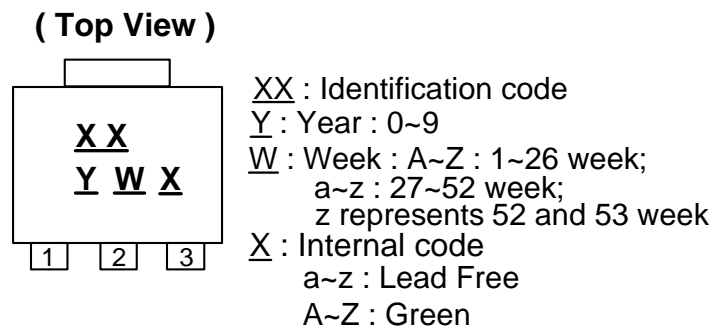 ( Top View )
XX : Identification code
Y : Year : 0~9
W : Week : A~Z : 1~26 week;
a~z : 27~52 week;
z represents 52 and 53 week
X : Internal code
a~z : Lead Free
A~Z : Green
X X
Y W X
1 2 3